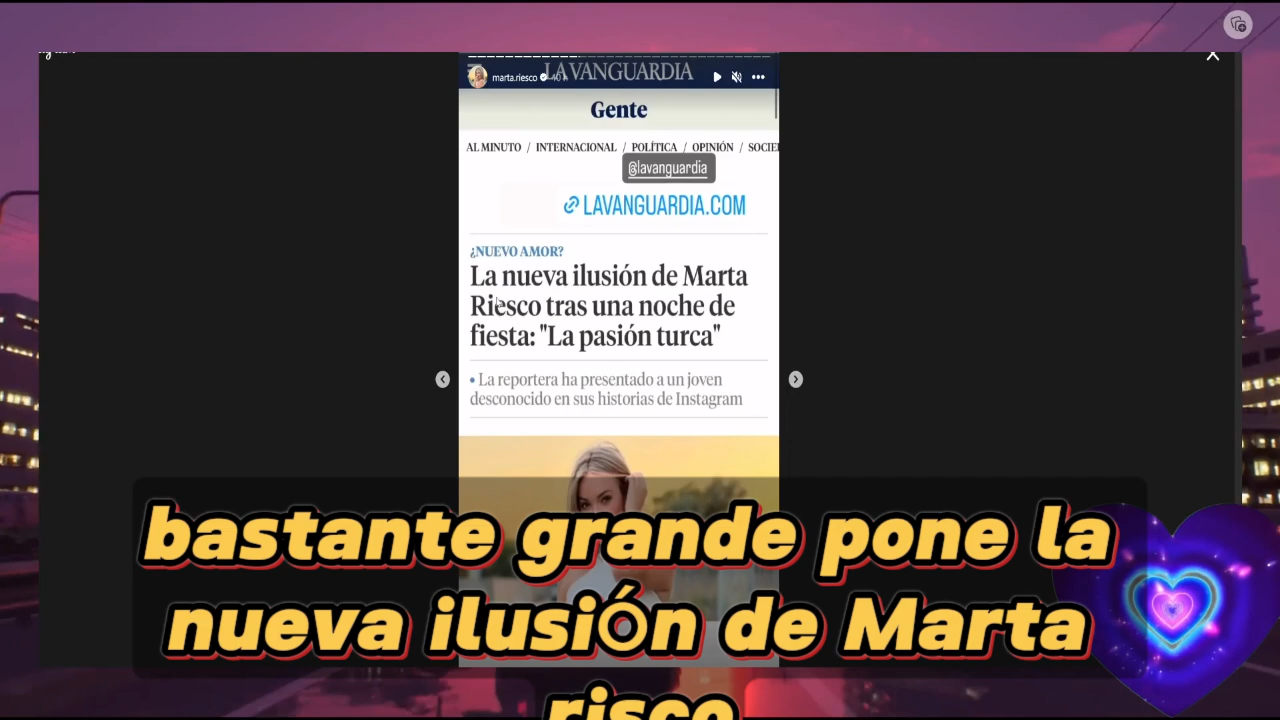 LA VANGUARDIA
marta.riesco
Gente
AL MINUTO / INTERNACIONAL / POLÍTICA / OPINIÓN /
@lavanguardia
LAVANGUARDIA.COM
¿NUEVO AMOR?
La nueva ilusión de Marta
Riesco tras una noche de
fiesta: "La pasión turca"
• La reportera ha presentado a un joven
desconocido en sus historias de Instagram
bastante grande pone la
nueva ilusión de Marta
risco